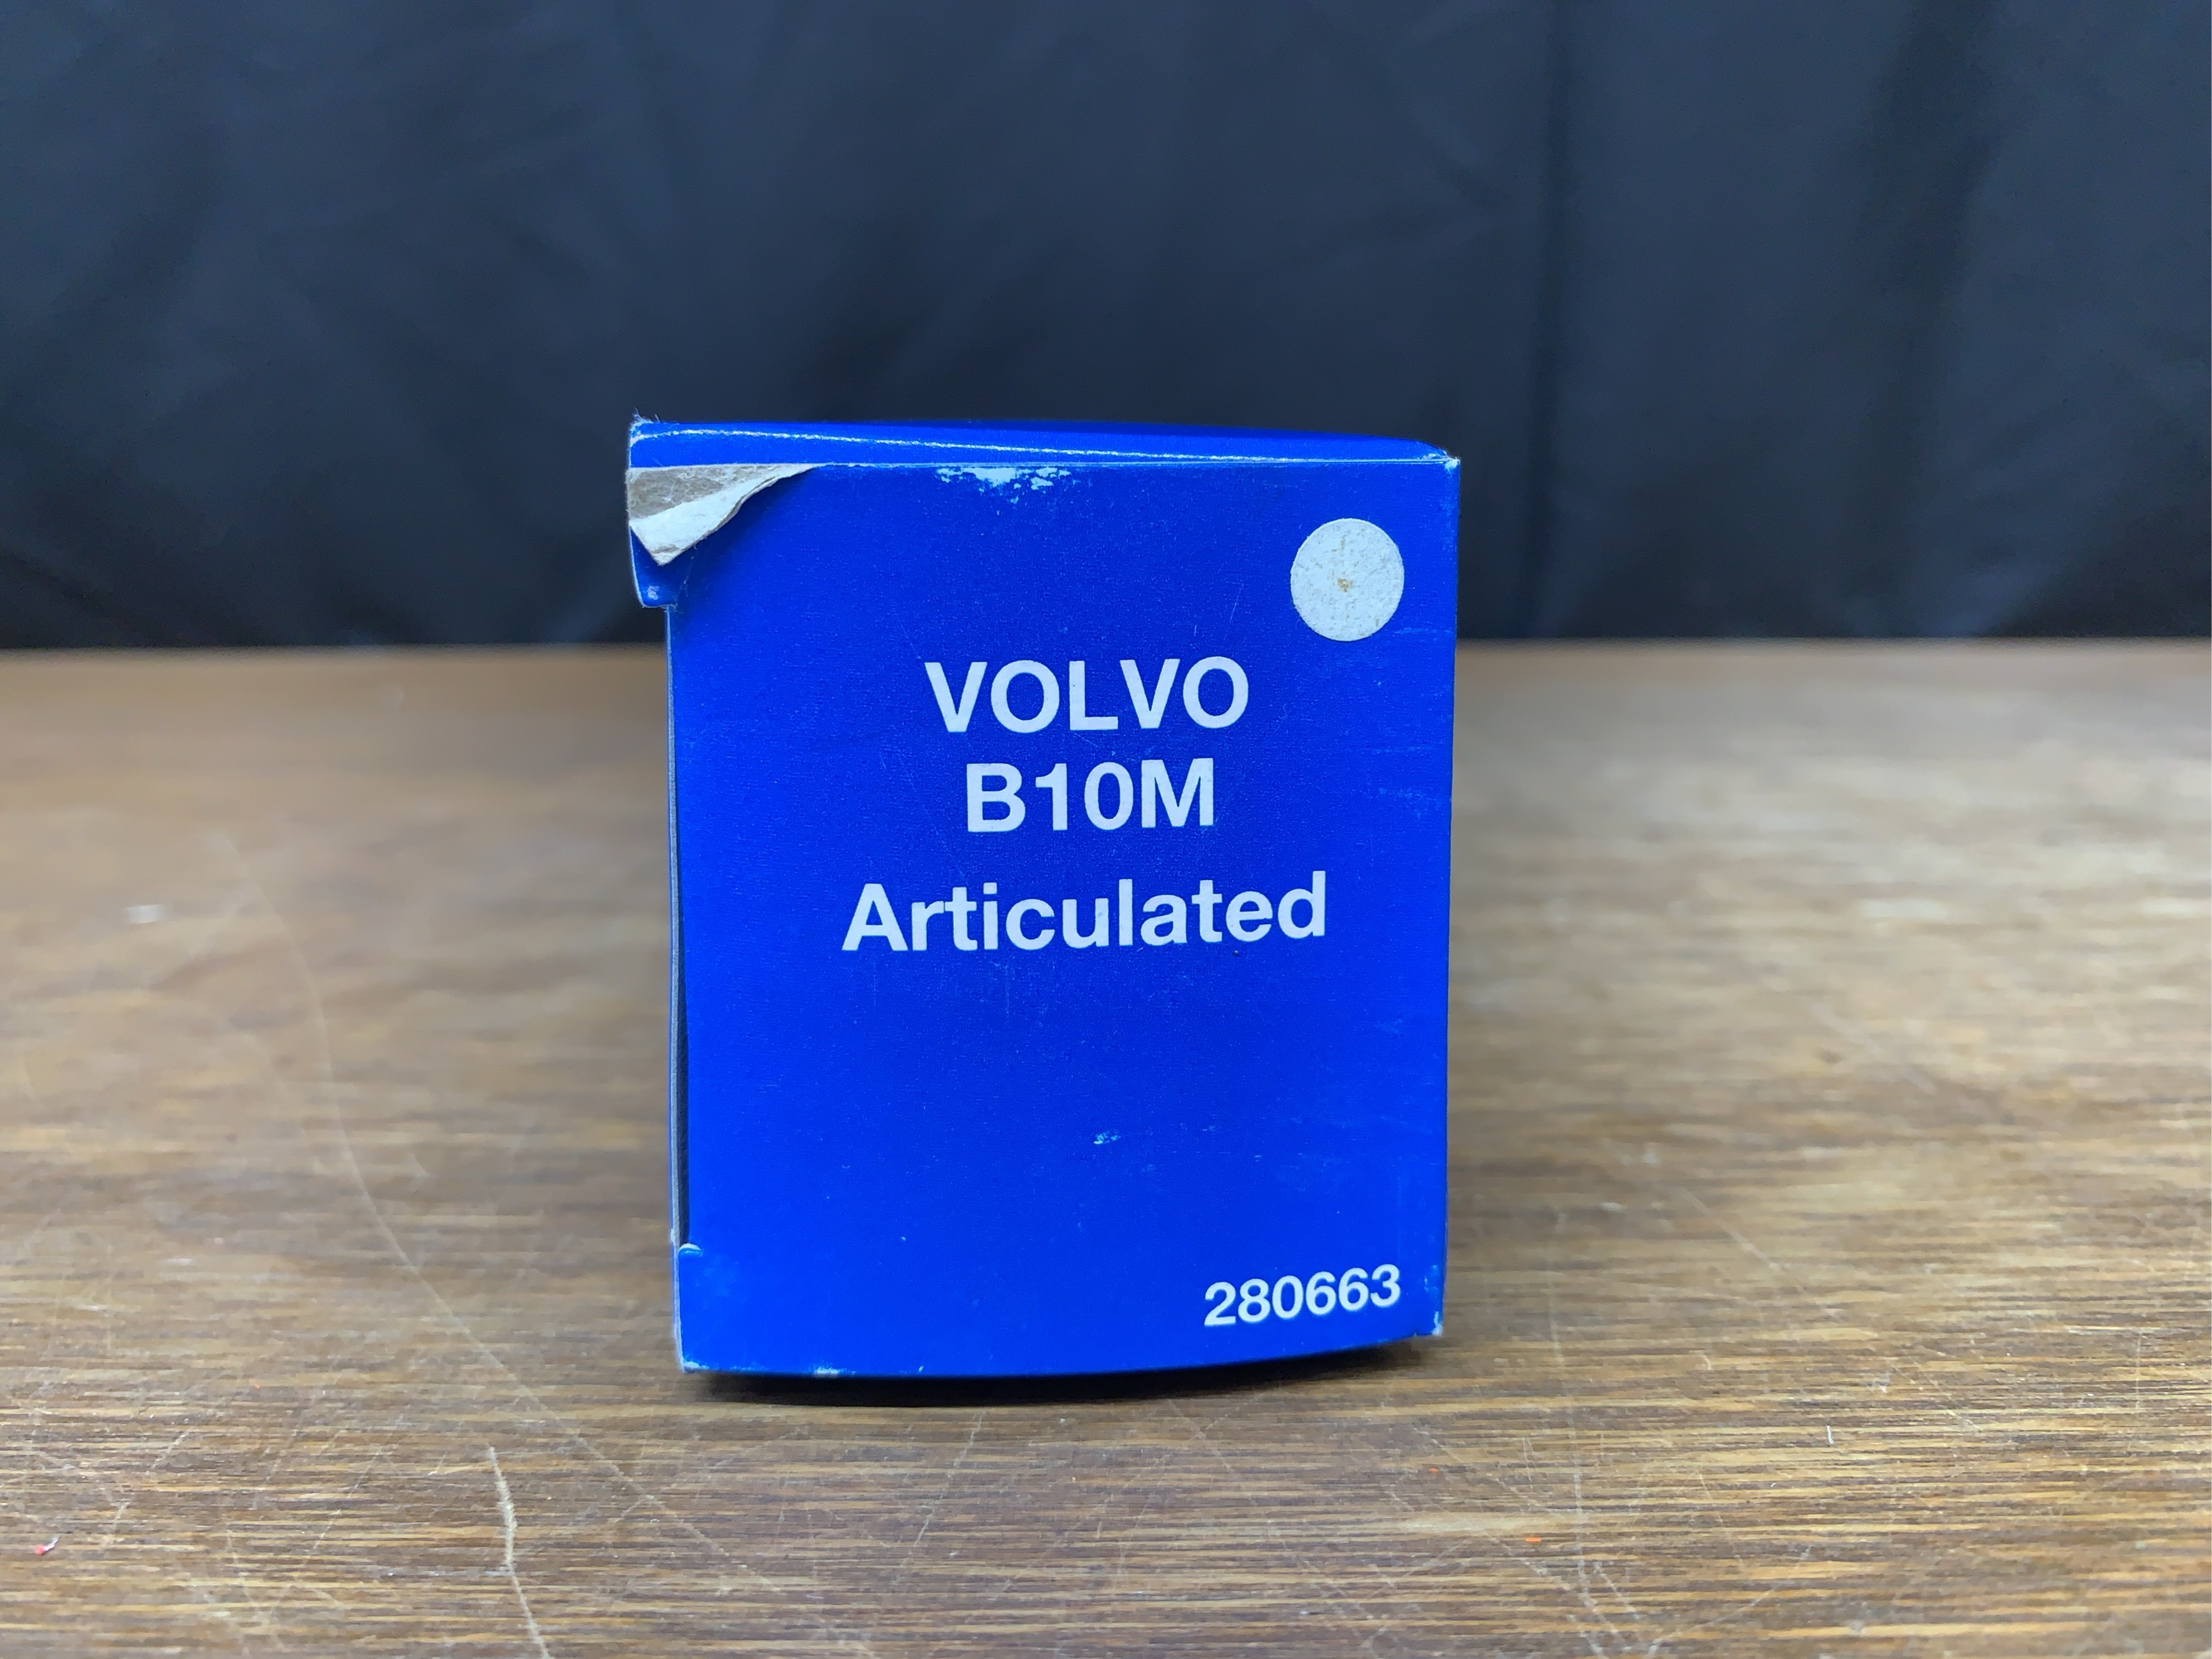 VOLVO
B10M
Articulated
280663